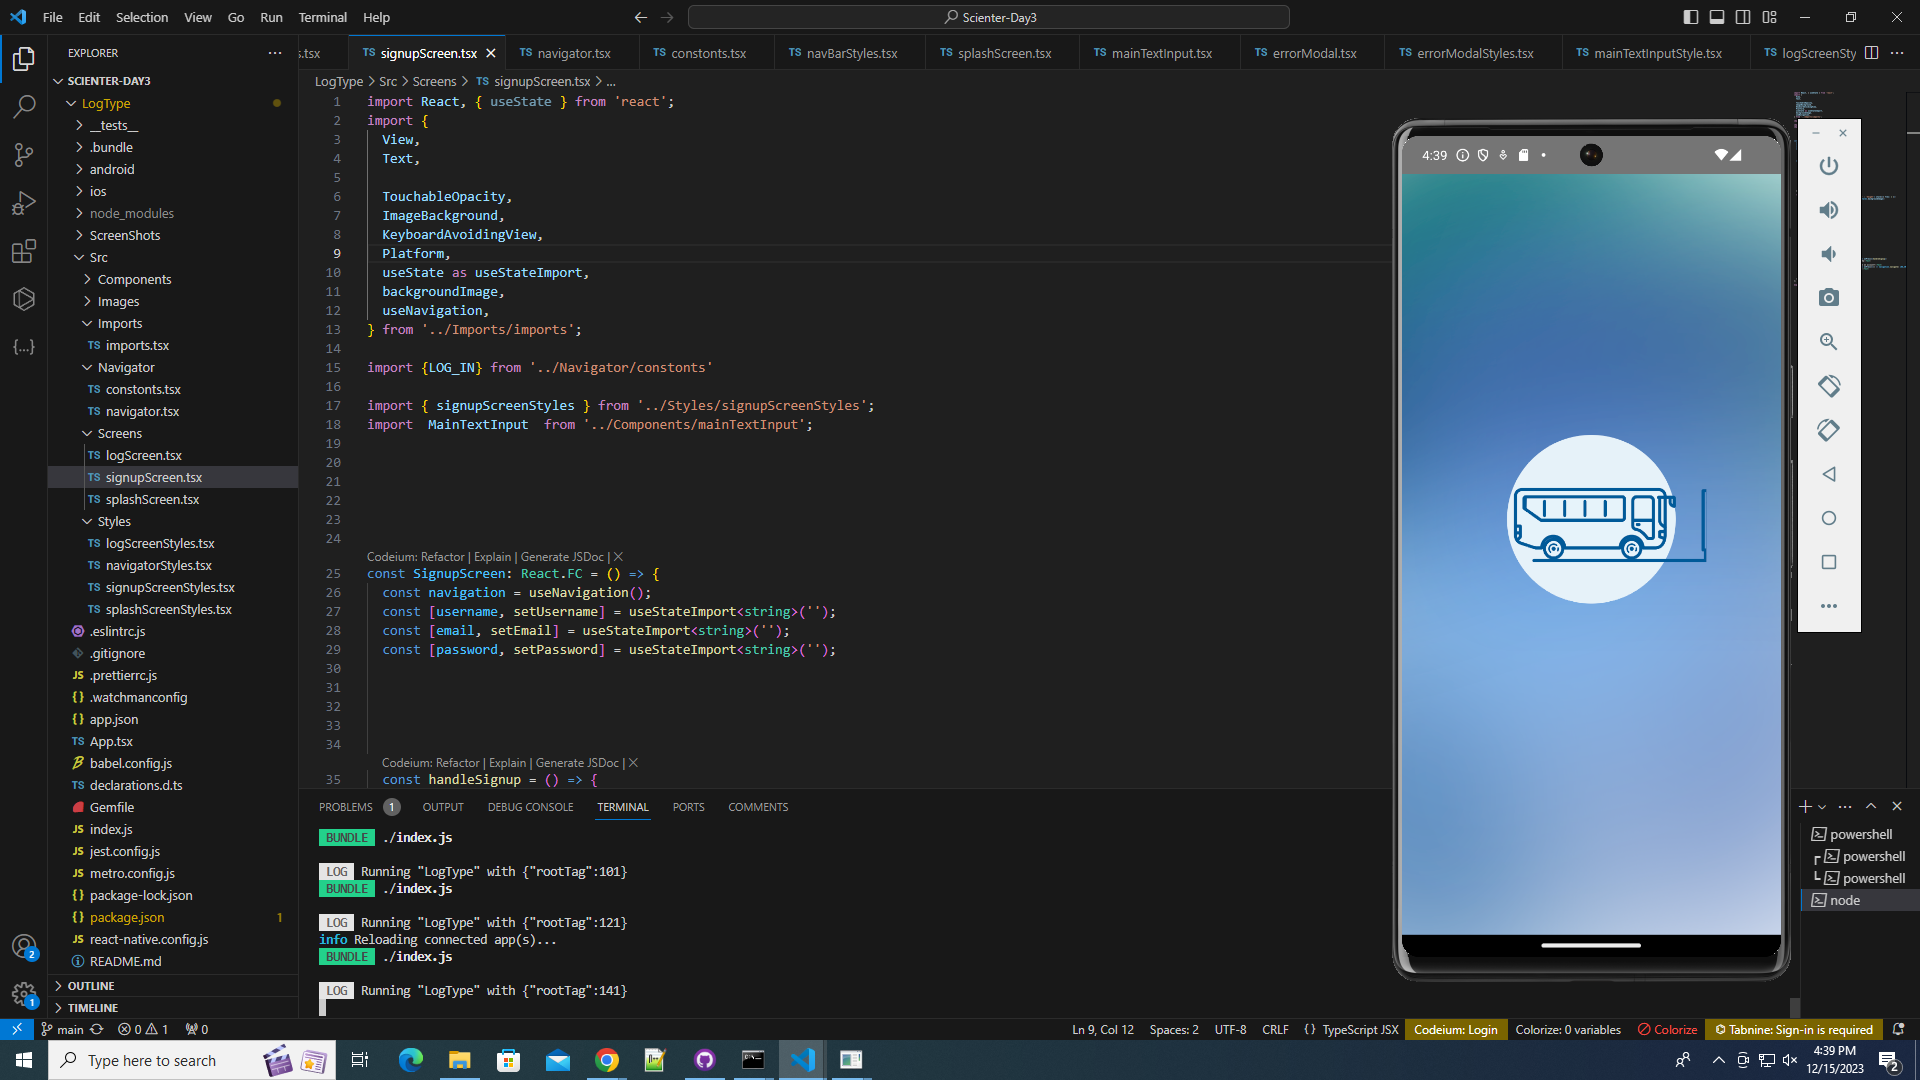 File Edit Selection View Go Run Terminal Help
Scienter-Day3
EXPLORER
s.tsx
TS signupScreen.tsx
TS navigator.tsx
TS constonts.tsx
TS navBarStyles.tsx
TS splashScreen.tsx
TS mainTextInput.tsx
TS errorModal.tsx
TS errorModalStyles.tsx
TS mainTextInputStyle.tsx
TS logScreenSty
SCIENTER-DAY3
LogType
__tests__
.bundle
android
ios
node_modules
ScreenShots
Src
Components
Images
Imports
TS imports.tsx
Navigator
TS constonts.tsx
TS navigator.tsx
Screens
TS logScreen.tsx
TS signupScreen.tsx
TS splashScreen.tsx
Styles
TS logScreenStyles.tsx
TS navigatorStyles.tsx
TS signupScreenStyles.tsx
TS splashScreenStyles.tsx
.eslintrc.js
.gitignore
JS .prettierrc.js
{} .watchmanconfig
{} app.json
TS App.tsx
babel.config.js
TS declarations.d.ts
Gemfile
JS index.js
JS jest.config.js
JS metro.config.js
{} package-lock.json
{} package.json 1
JS react-native.config.js
README.md
OUTLINE
TIMELINE
2
1
LogType > Src > Screens > TS signupScreen.tsx > ...
1 import React, { useState } from 'react';
2 import {
3 View,
4 Text,
5
6 TouchableOpacity,
7 ImageBackground,
8 KeyboardAvoidingView,
9 Platform,
10 useState as useStateImport,
11 backgroundImage,
12 useNavigation,
13 } from '../Imports/imports';
14
15 import {LOG_IN} from '../Navigator/constonts'
16
17 import { signupScreenStyles } from '../Styles/signupScreenStyles';
18 import MainTextInput from '../Components/mainTextInput';
19
20
21
22
23
24
Codeium: Refactor | Explain | Generate JSDoc | X
25 const SignupScreen: React.FC = () => {
26 const navigation = useNavigation();
27 const [username, setUsername] = useStateImport<string>('');
28 const [email, setEmail] = useStateImport<string>('');
29 const [password, setPassword] = useStateImport<string>('');
30
31
32
33
34
Codeium: Refactor | Explain | Generate JSDoc | X
35 const handleSignup = () => {
4:39
PROBLEMS 1 OUTPUT DEBUG CONSOLE TERMINAL PORTS COMMENTS
BUNDLE ./index.js
LOG Running "LogType" with {"rootTag":101}
BUNDLE ./index.js
LOG Running "LogType" with {"rootTag":121}
info Reloading connected app(s)...
BUNDLE ./index.js
LOG Running "LogType" with {"rootTag":141}
powershell
powershell
powershell
node
main 0 1 0
Ln 9, Col 12 Spaces: 2 UTF-8 CRLF {} TypeScript JSX Codeium: Login Colorize: 0 variables Colorize Tabnine: Sign-in is required
Type here to search
4:39 PM
12/15/2023
2